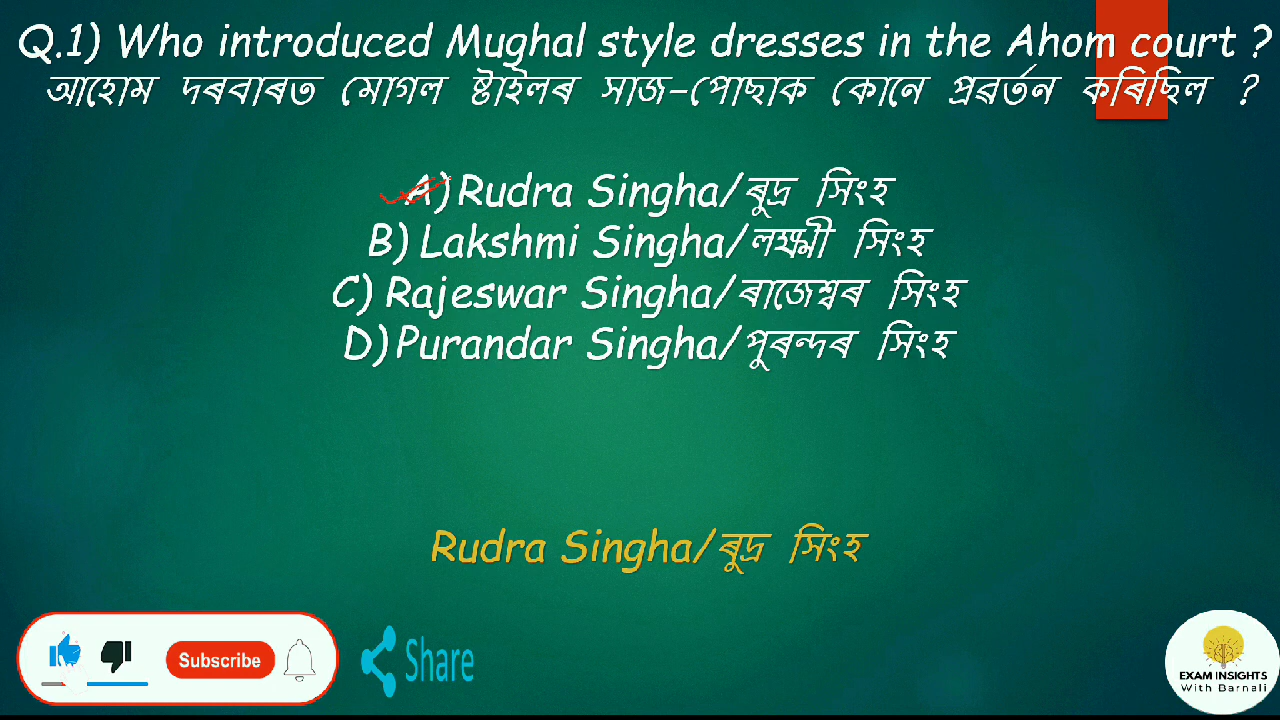 Q.1) Who introduced Mughal style dresses in the Ahom court ?
আহোম দৰবাৰত মোগল ষ্টাইলৰ সাজ-পোছাক কোনে প্ৰৱৰ্তন কৰিছিল ?
A) Rudra Singha/ৰুদ্ৰ সিংহ
B) Lakshmi Singha/লক্ষ্মী সিংহ
C) Rajeswar Singha/ৰাজেশ্বৰ সিংহ
D) Purandar Singha/পুৰন্দৰ সিংহ
Rudra Singha/ৰুদ্ৰ সিংহ
Subscribe
Share
EXAM INSIGHTS
With Barnali